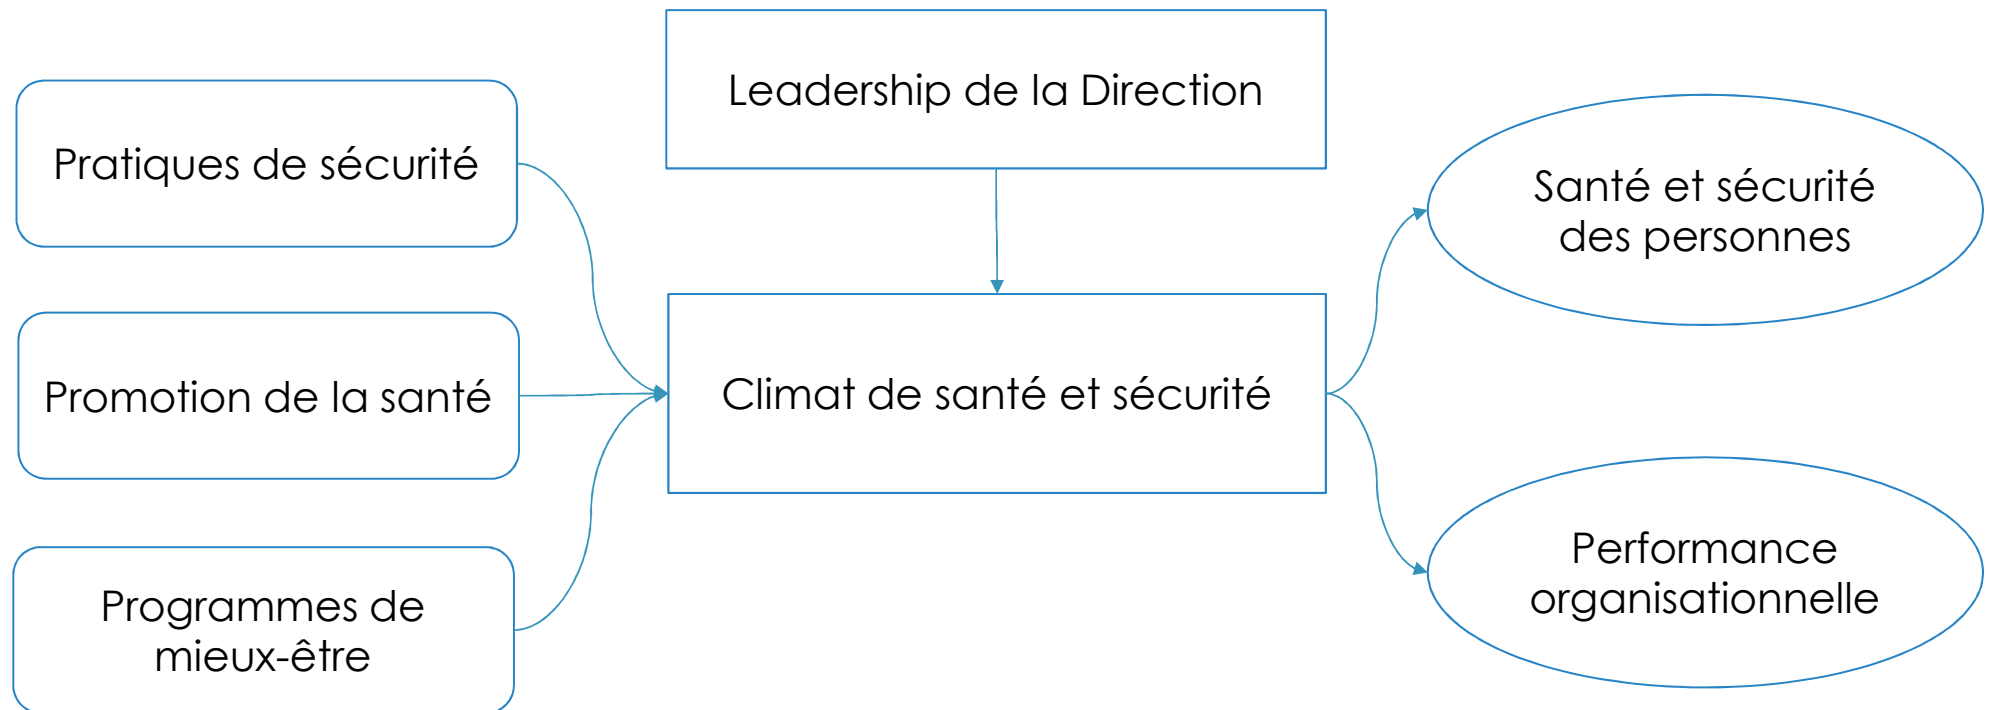 Leadership de la Direction
Pratiques de sécurité
Santé et sécurité
des personnes
Promotion de la santé
Climat de santé et sécurité
Performance
organisationnelle
Programmes de
mieux-être